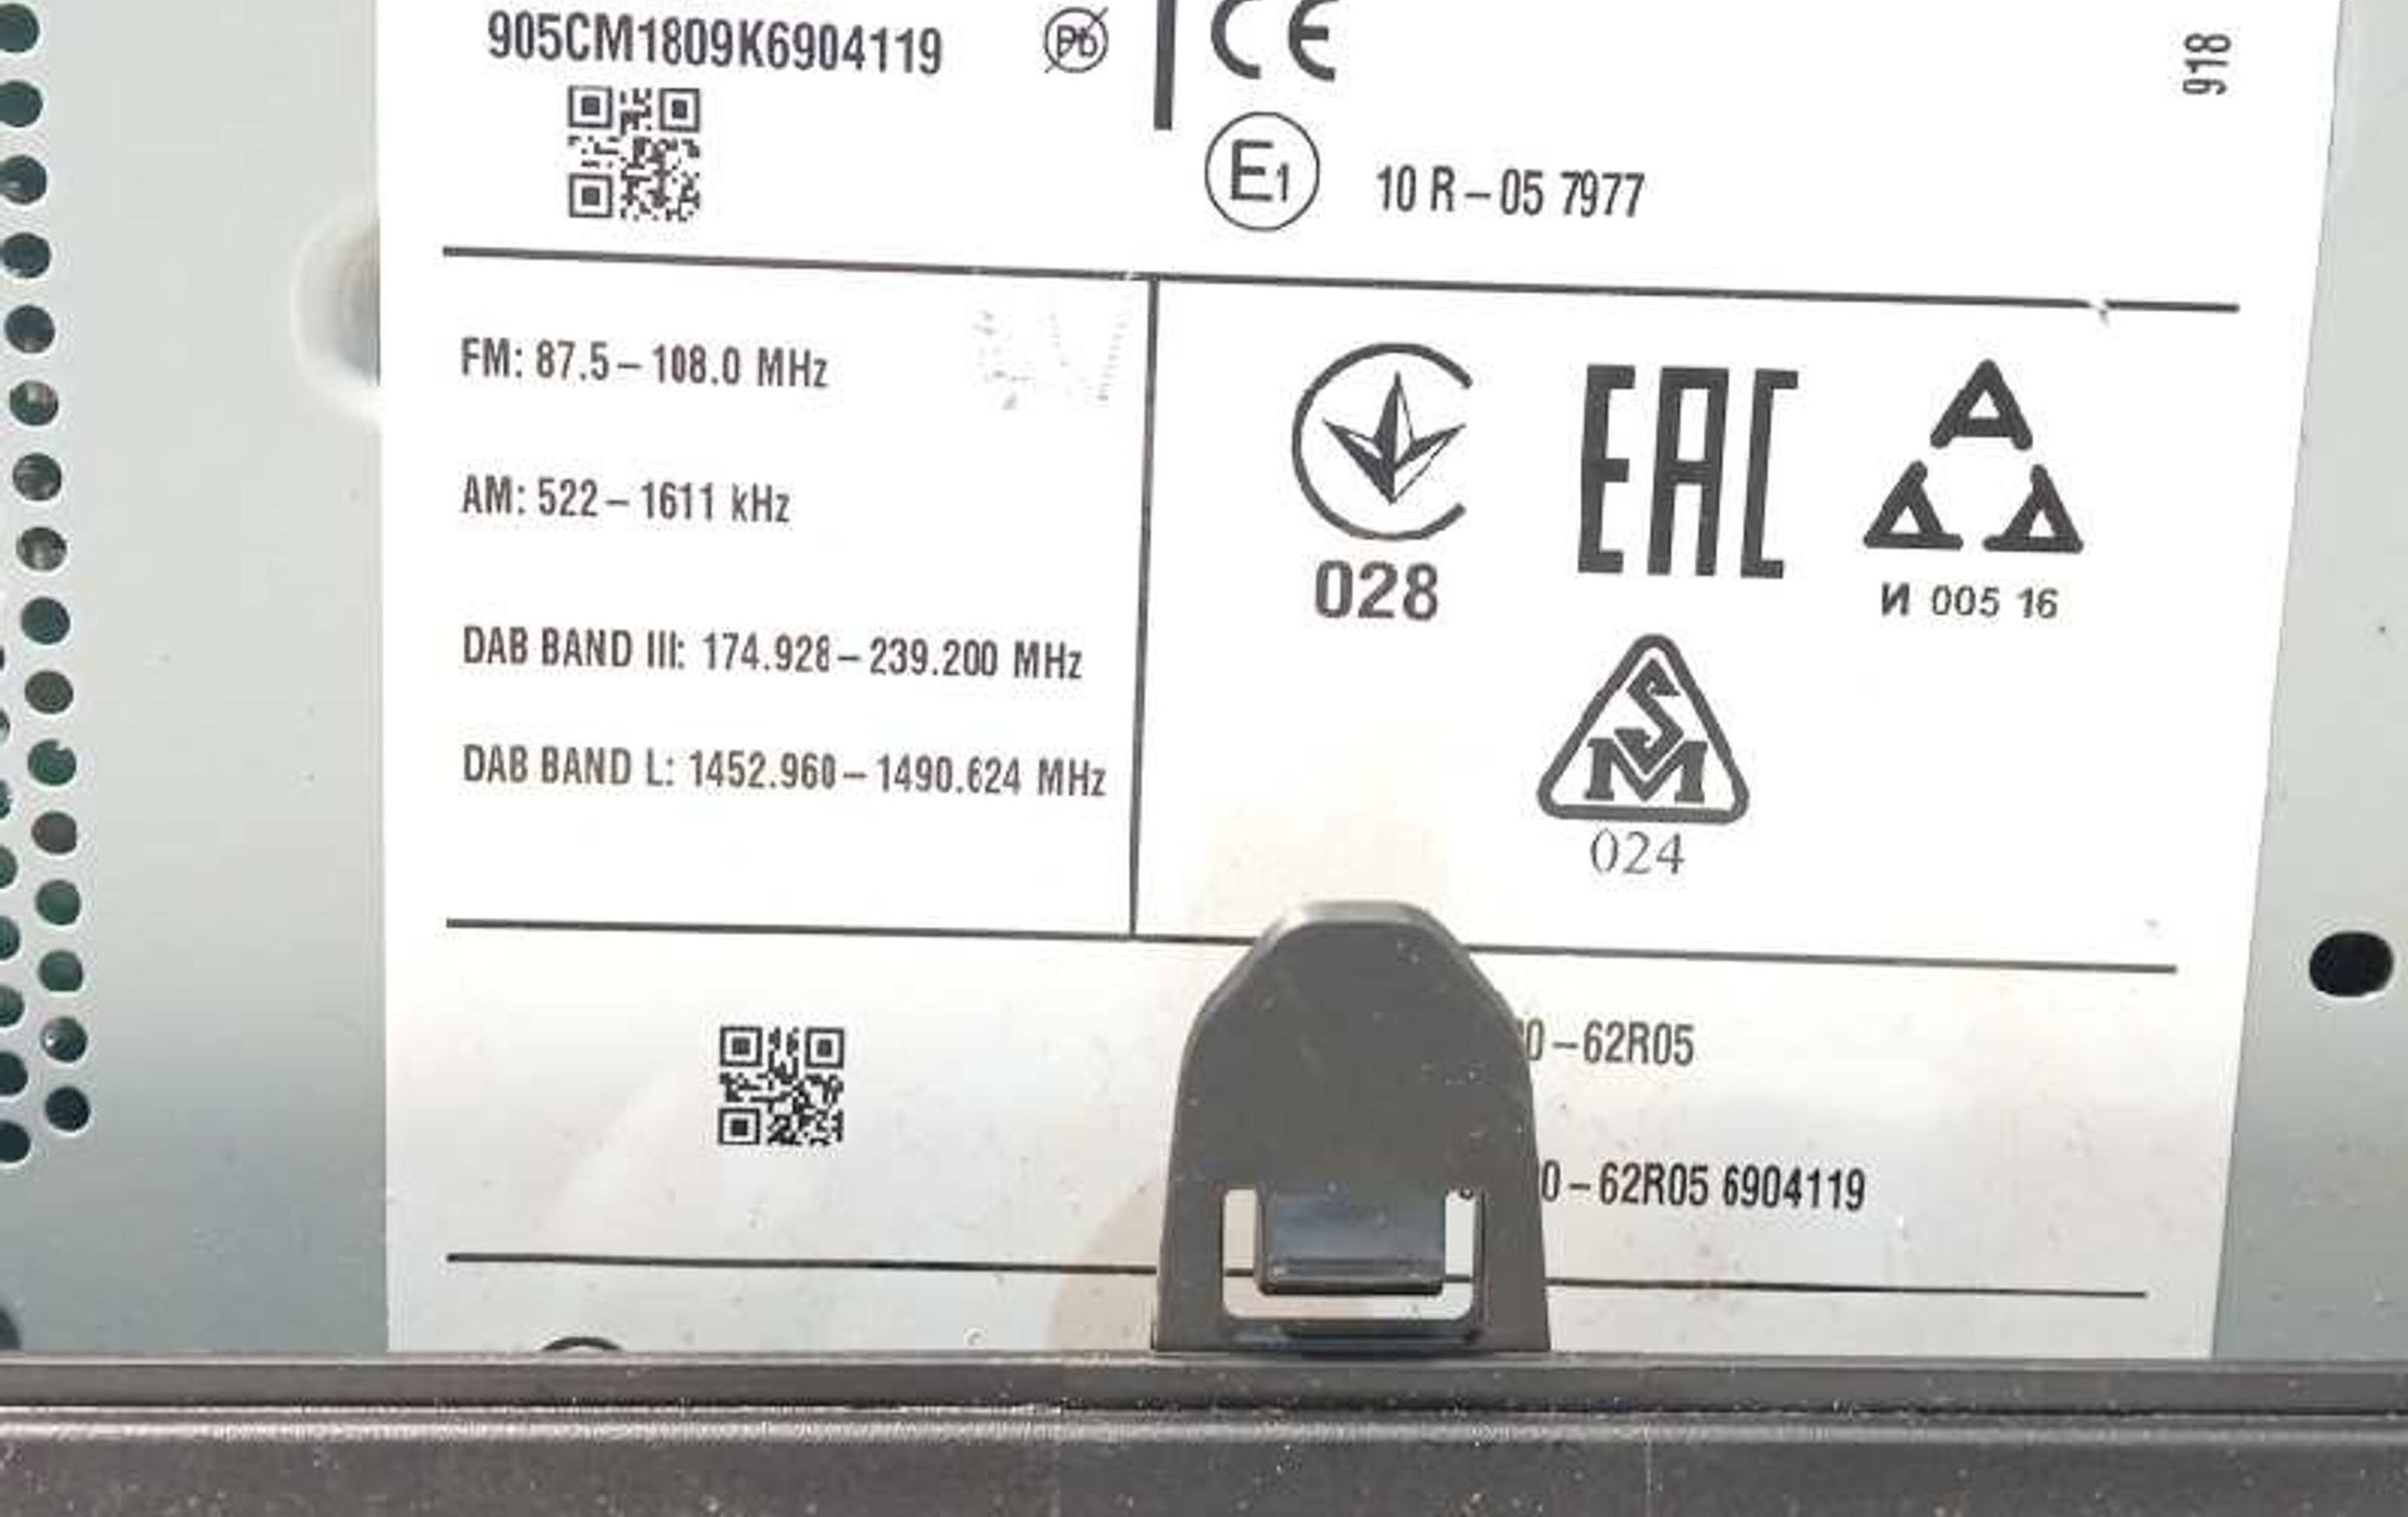 905CM1809K6904119
Pb
CE
918
E1 10 R – 05 7977
FM: 87.5 – 108.0 MHz
AM: 522 – 1611 kHz
DAB BAND III: 174.928 – 239.200 MHz
DAB BAND L: 1452.960 – 1490.624 MHz
028
EAC
И 005 16
SM
024
0 – 62R05
0 – 62R05 6904119